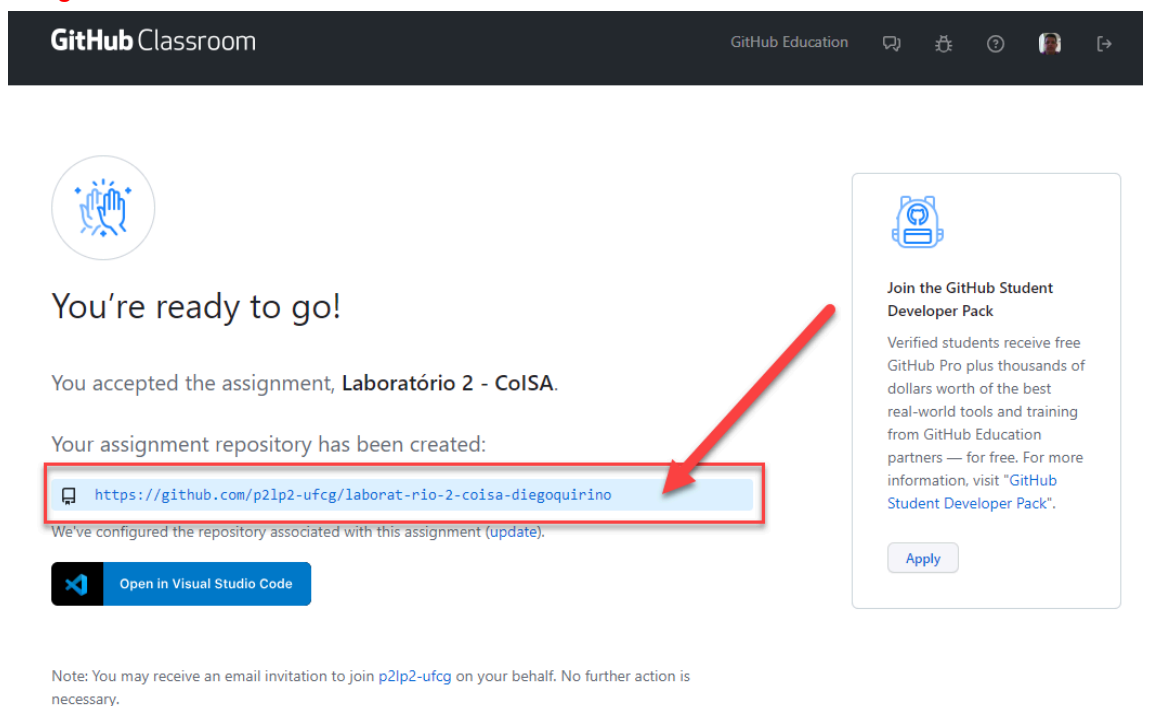 GitHub Classroom
GitHub Education
You're ready to go!
You accepted the assignment, Laboratório 2 - CoISA.
Your assignment repository has been created:
https://github.com/p2lp2-ufcg/laborat-rio-2-coisa-diegoquirino
We've configured the repository associated with this assignment (update).
Open in Visual Studio Code
Note: You may receive an email invitation to join p2lp2-ufcg on your behalf. No further action is
necessary.
Join the GitHub Student
Developer Pack
Verified students receive free
GitHub Pro plus thousands of
dollars worth of the best
real-world tools and training
from GitHub Education
partners — for free. For more
information, visit "GitHub
Student Developer Pack".
Apply